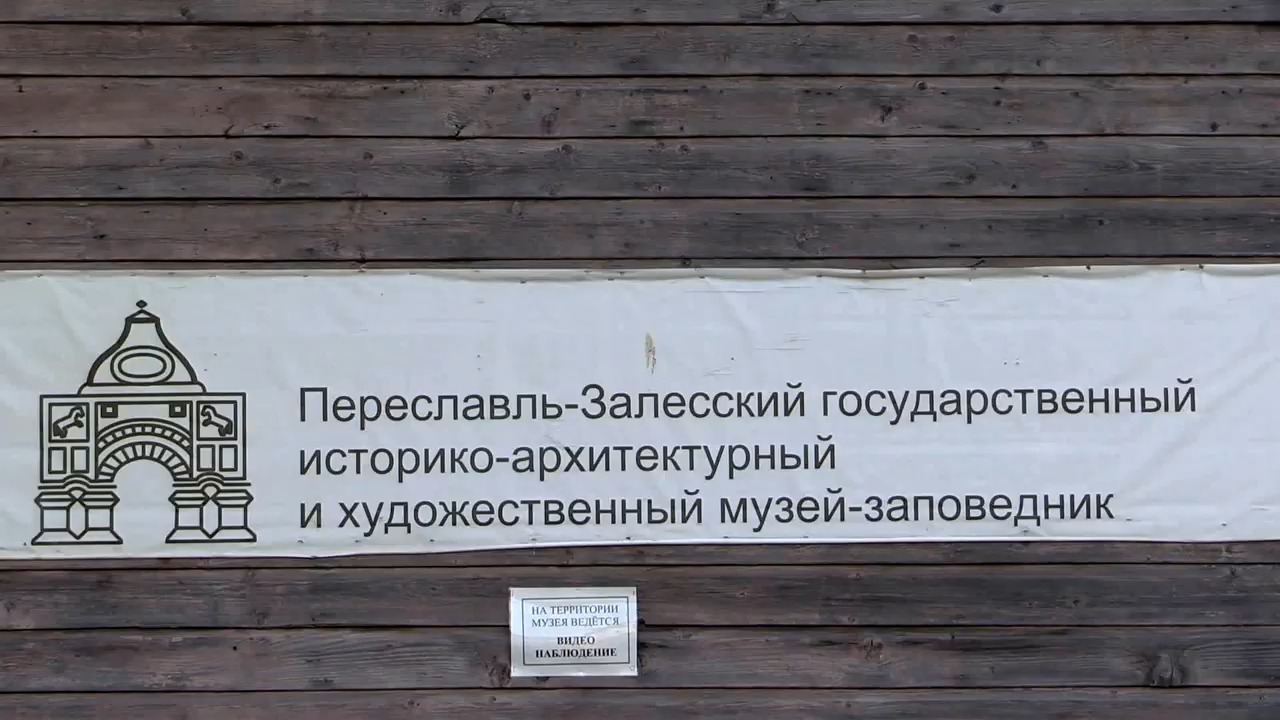 Переславль-Залесский государственный
историко-архитектурный
и художественный музей-заповедник
НА ТЕРРИТОРИИ
МУЗЕЯ ВЕДЁТСЯ
ВИДЕО
НАБЛЮДЕНИЕ